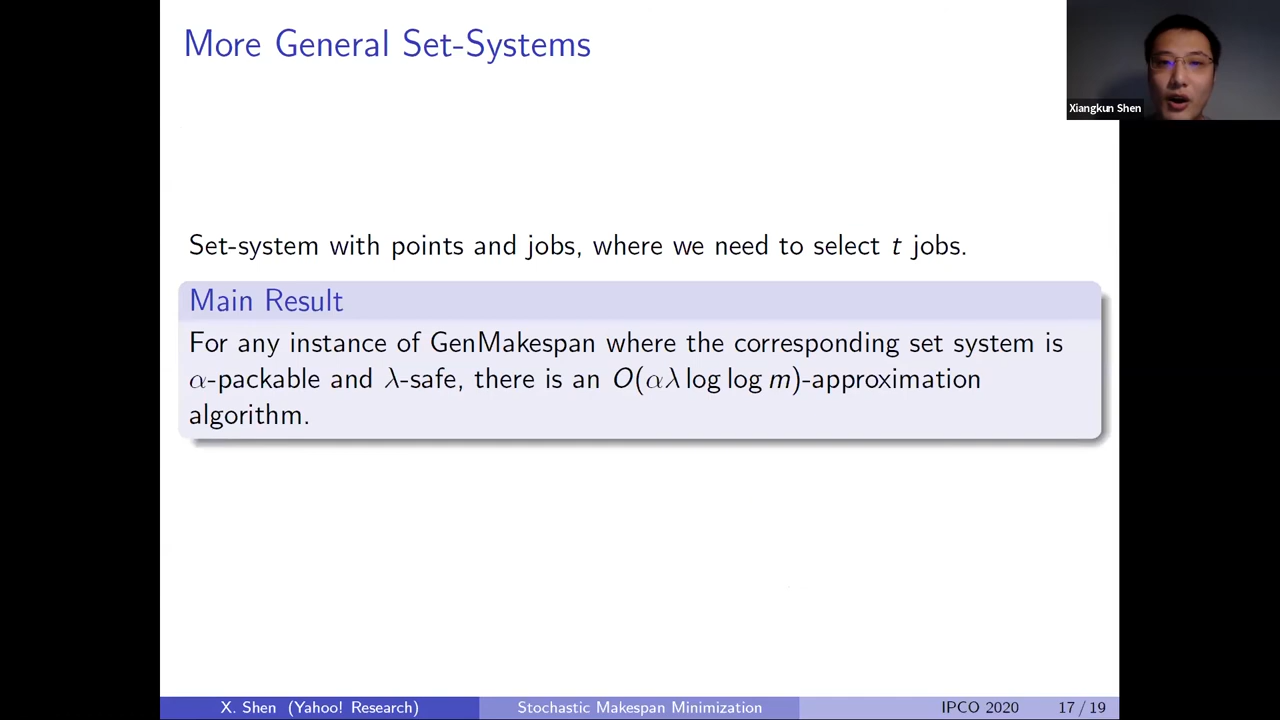 More General Set-Systems
Xiangkun Shen
Set-system with points and jobs, where we need to select t jobs.
Main Result
For any instance of GenMakespan where the corresponding set system is
α-packable and λ-safe, there is an O(αλ log log m)-approximation
algorithm.
X. Shen (Yahoo! Research)
Stochastic Makespan Minimization
IPCO 2020
17 / 19